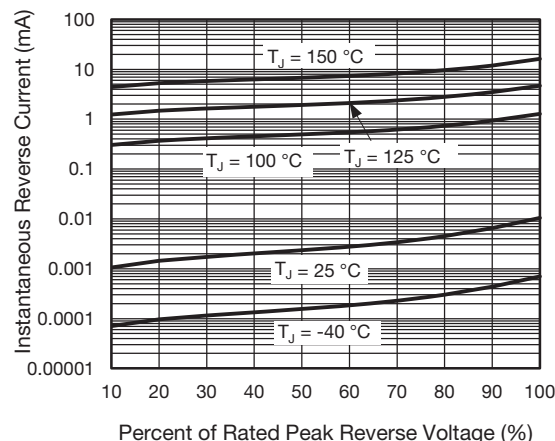 Instantaneous Reverse Current (mA)
100
10
1
0.1
0.01
0.001
0.0001
0.00001
T_J = 150 °C
T_J = 125 °C
T_J = 100 °C
T_J = 25 °C
T_J = -40 °C
10 20 30 40 50 60 70 80 90 100
Percent of Rated Peak Reverse Voltage (%)